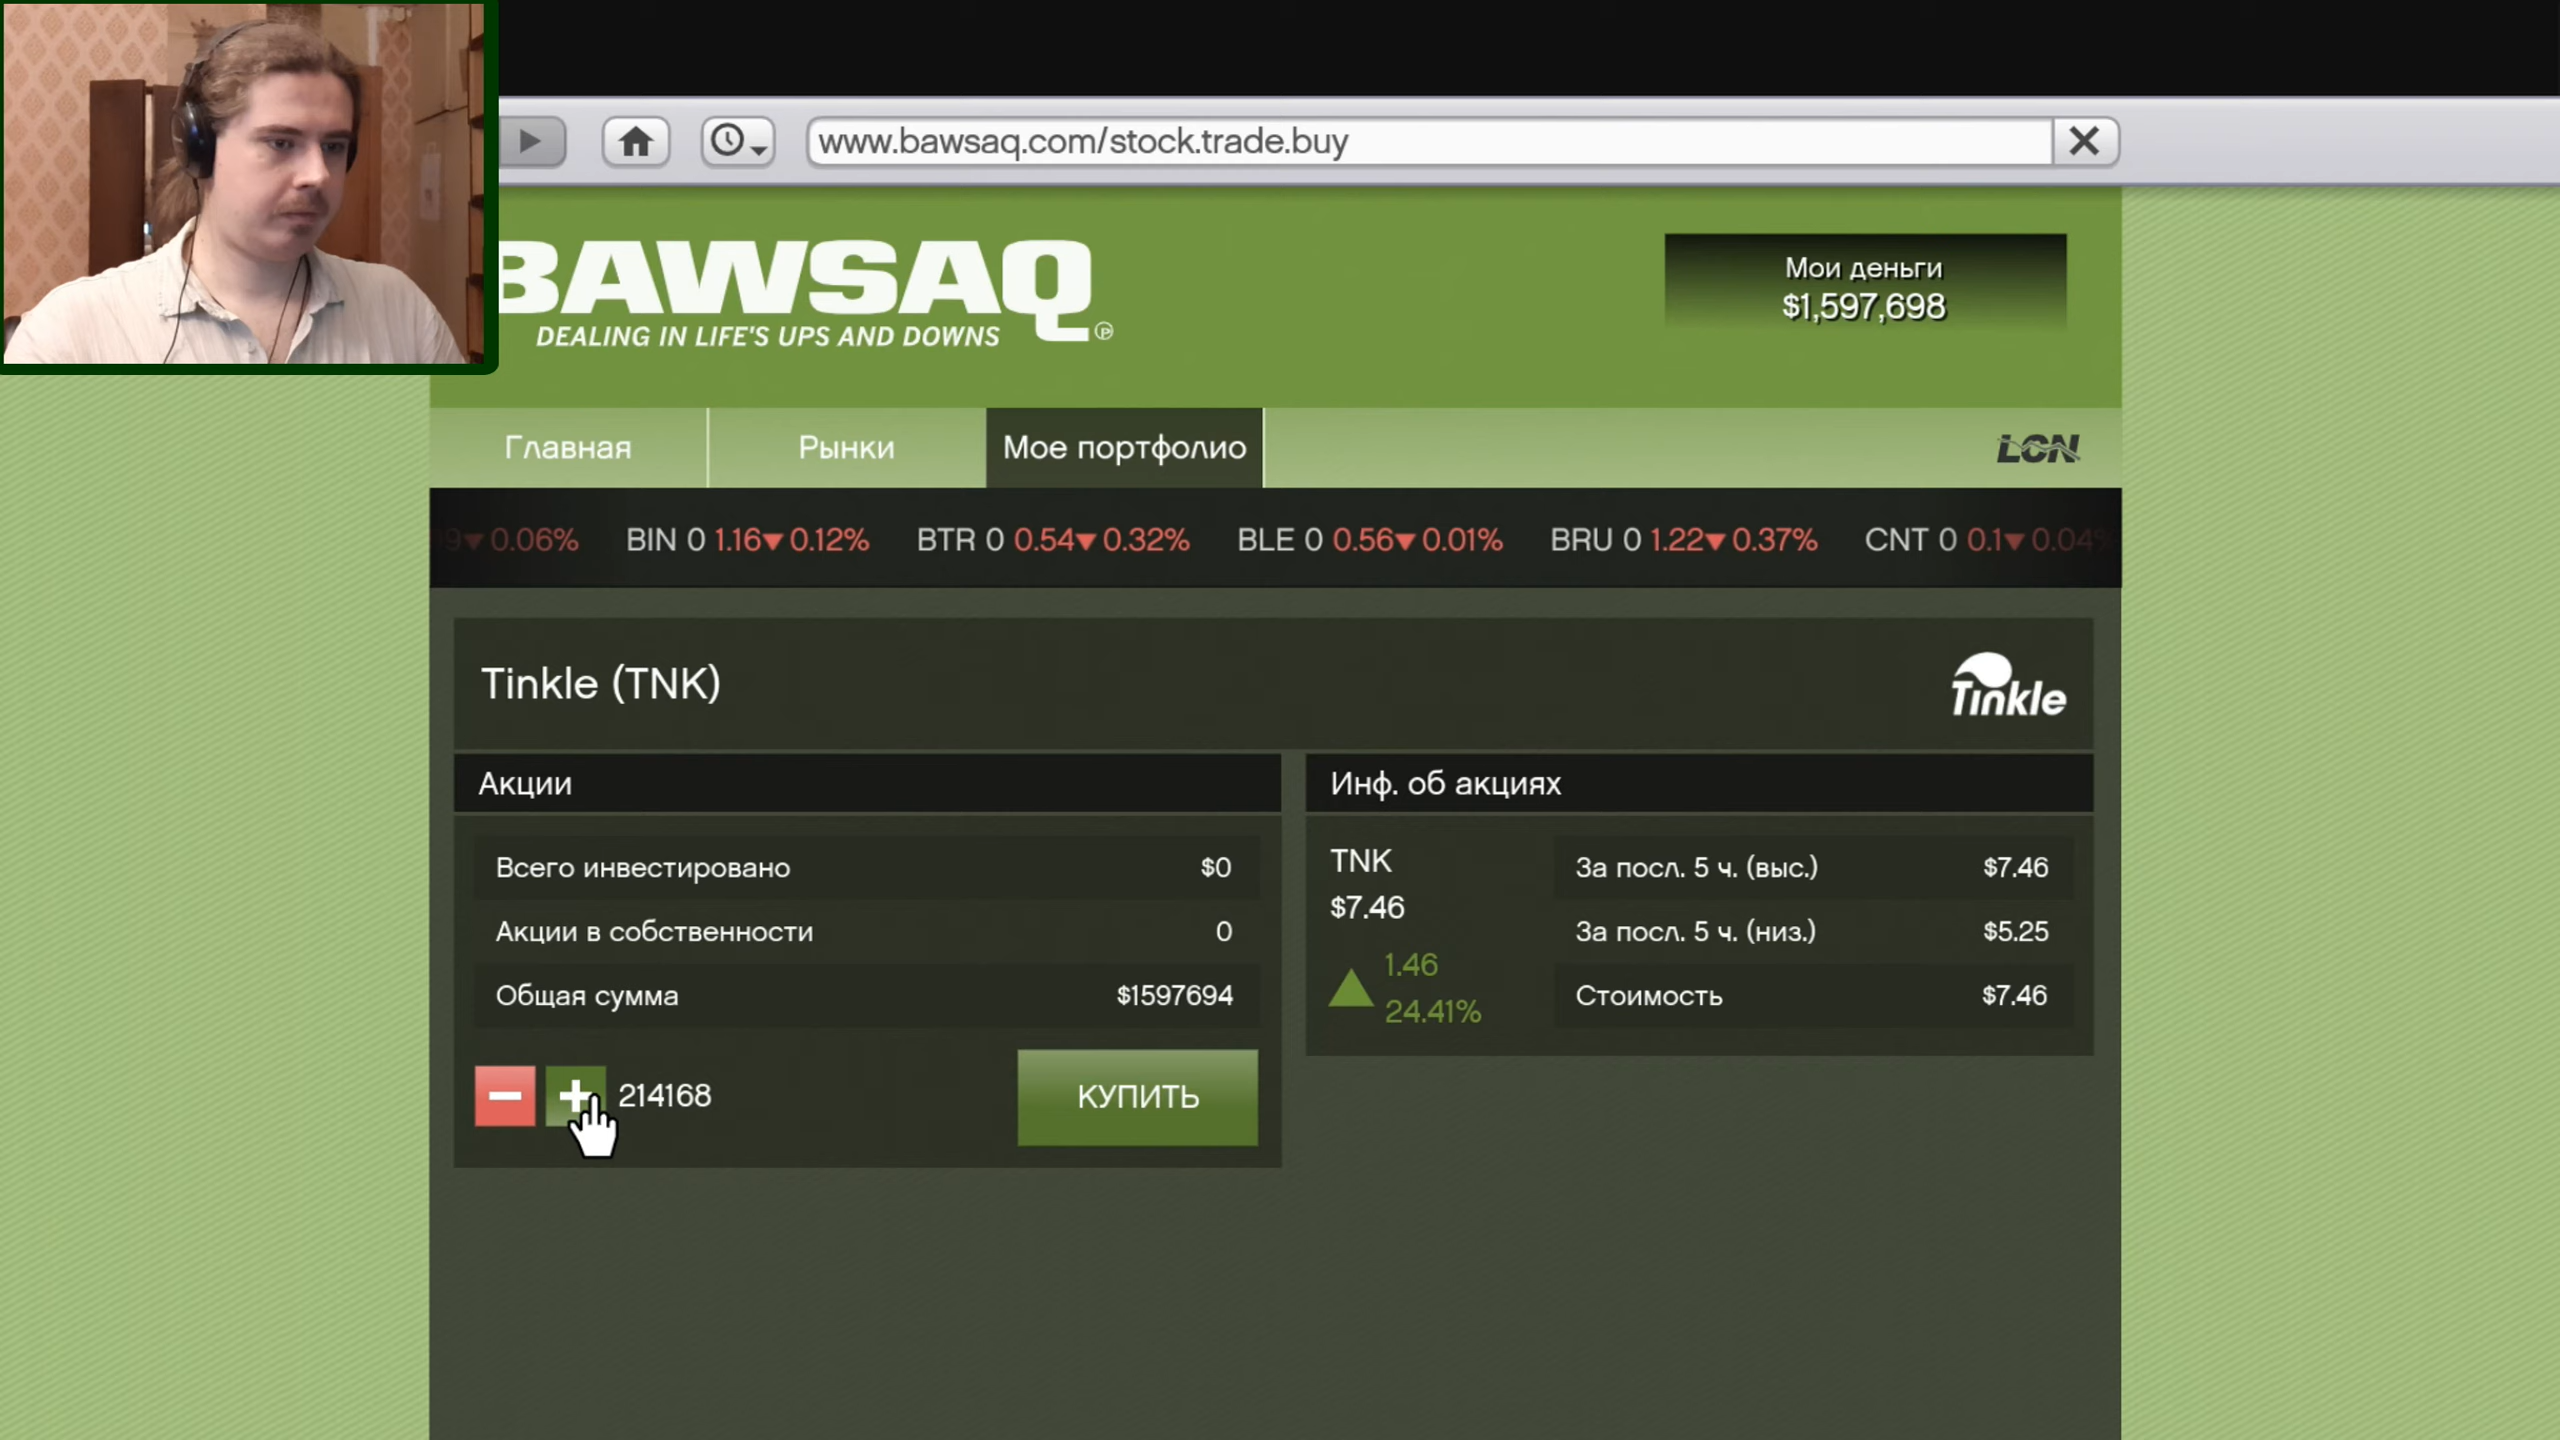 www.bawsaq.com/stock.trade.buy
BAWSAQ
DEALING IN LIFE'S UPS AND DOWNS
Мои деньги
$1,597,698
Главная
Рынки
Мое портфолио
LCN
9▼0.06% BIN 0 1.16▼0.12% BTR 0 0.54▼0.32% BLE 0 0.56▼0.01% BRU 0 1.22▼0.37% CNT 0 0.1▼0.04%
Tinkle (TNK)
Tinkle
Акции
Всего инвестировано $0
Акции в собственности 0
Общая сумма $1597694
214168
КУПИТЬ
Инф. об акциях
TNK
$7.46
1.46
24.41%
За посл. 5 ч. (выс.) $7.46
За посл. 5 ч. (низ.) $5.25
Стоимость $7.46